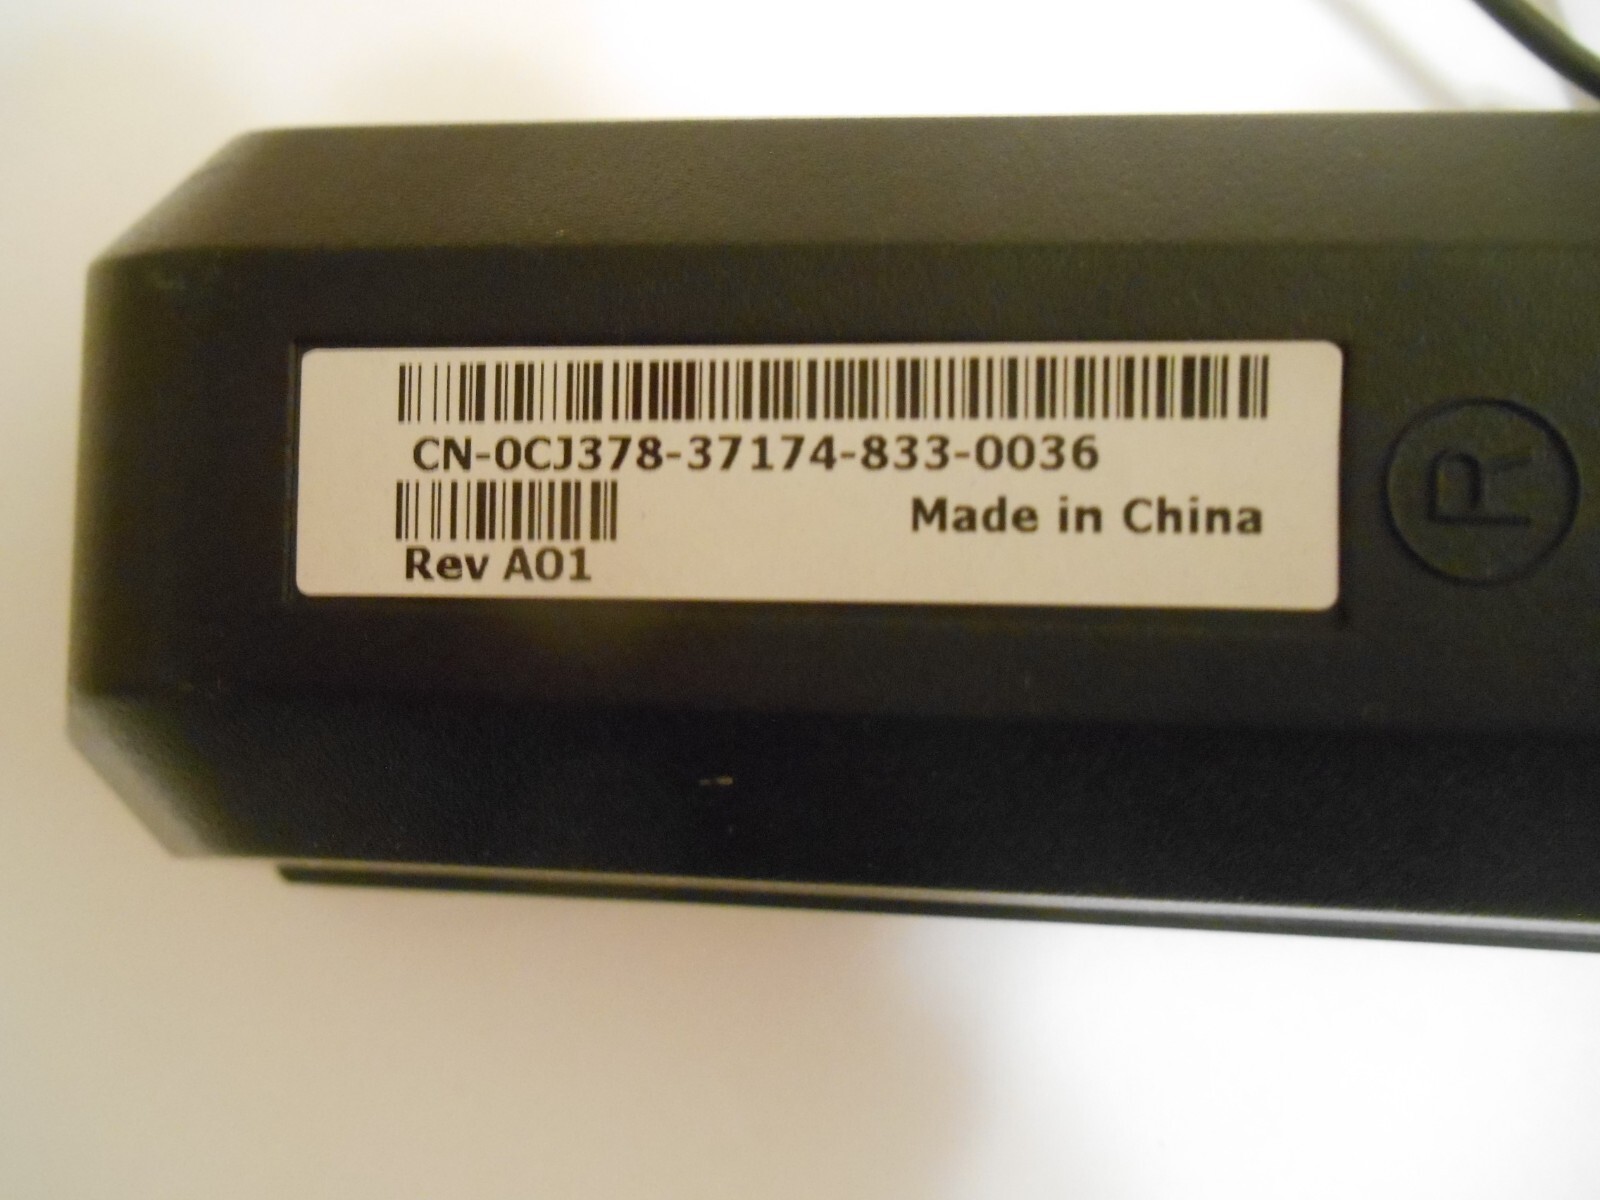 CN-0CJ378-37174-833-0036
Made in China
Rev A01
R